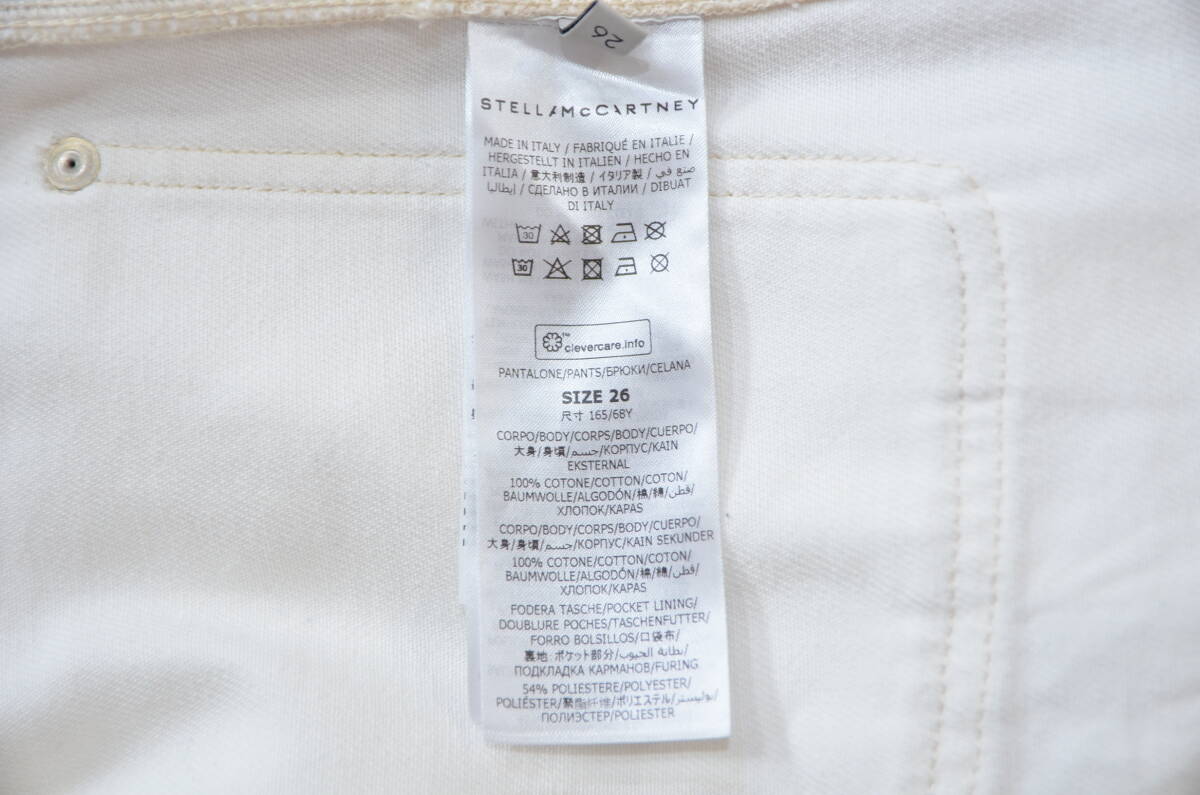 26
STELLA McCARTNEY
MADE IN ITALY / FABRIQUÉ EN ITALIE /
HERGESTELLT IN ITALIEN / HECHO EN
ITALIA / 意大利制造 / イタリア製 / صنع في
(إيطاليا) / СДЕЛАНО В ИТАЛИИ / DIBUAT
DI ITALY
30
30
clevercare.info™
PANTALONE/PANTS/БРЮКИ/CELANA
SIZE 26
尺寸 165/68Y
CORPO/BODY/CORPS/BODY/CUERPO/
大身/身頃/جسم/КОРПУС/KAIN
EKSTERNAL
100% COTONE/COTTON/COTON/
BAUMWOLLE/ALGODÓN/棉/綿/قطن/
ХЛОПОК/KAPAS
CORPO/BODY/CORPS/BODY/CUERPO/
大身/身頃/جسم/КОРПУС/KAIN SEKUNDER
100% COTONE/COTTON/COTON/
BAUMWOLLE/ALGODÓN/棉/綿/قطن/
ХЛОПОК/KAPAS
FODERA TASCHE/POCKET LINING/
DOUBLURE POCHES/TASCHENFUTTER/
FORRO BOLSILLOS/口袋布/
裏地:ポケット部分/بطانة الجيوب/
ПОДКЛАДКА КАРМАНОВ/FURING
54% POLIESTERE/POLYESTER/
POLIÉSTER/聚酯纤维/ポリエステル/بوليستر/
ПОЛИЭСТЕР/POLIESTER